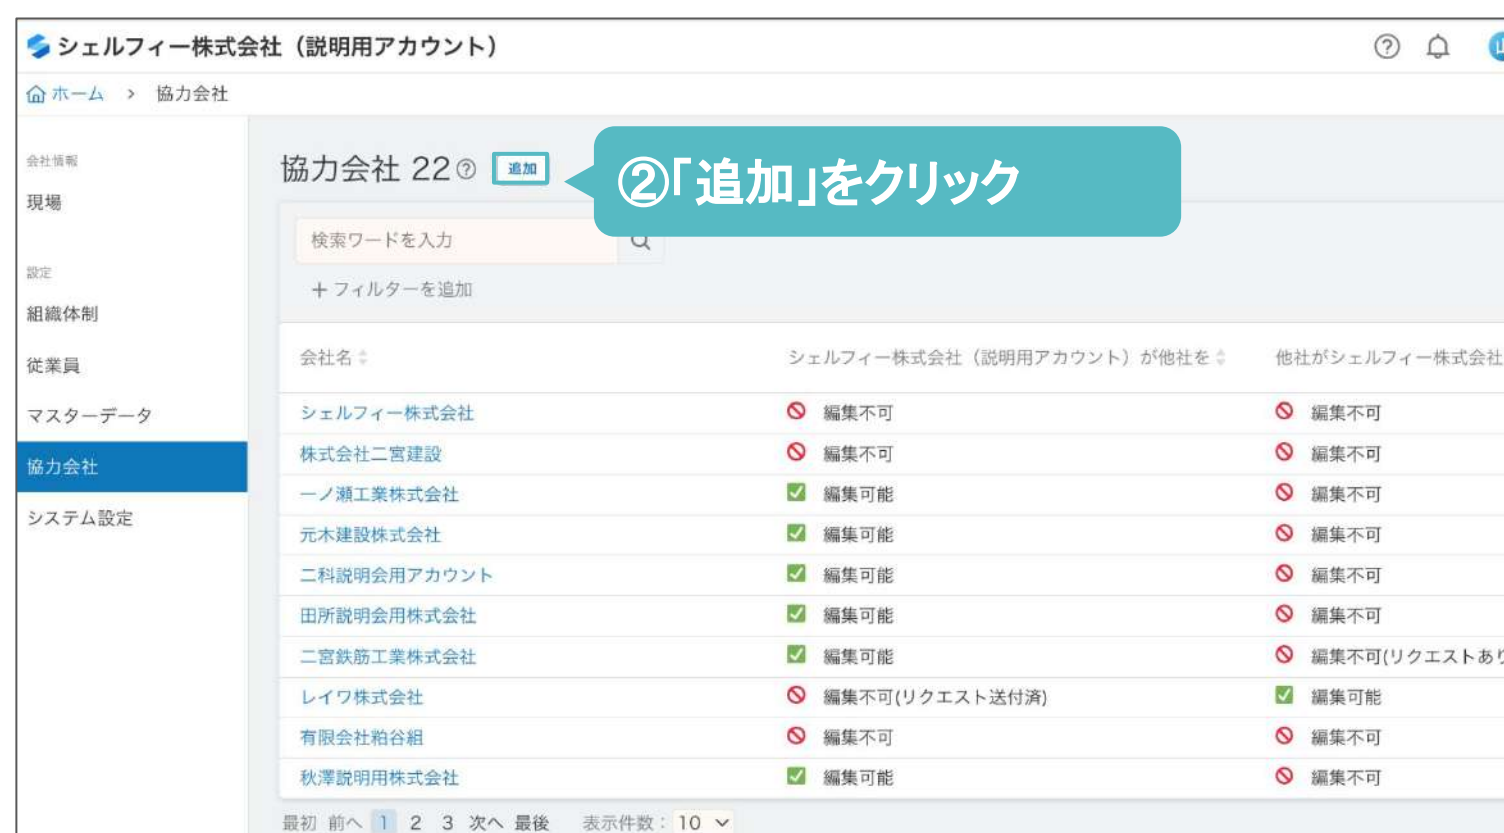 シェルフィー株式会社（説明用アカウント）
ホーム > 協力会社
会社情報
現場
設定
組織体制
従業員
マスターデータ
協力会社
システム設定
協力会社 22 ? 追加
②「追加」をクリック
検索ワードを入力
+ フィルターを追加
会社名 シェルフィー株式会社（説明用アカウント）が他社を 他社がシェルフィー株式会社
シェルフィー株式会社 編集不可 編集不可
株式会社二宮建設 編集不可 編集不可
一ノ瀬工業株式会社 編集可能 編集不可
元木建設株式会社 編集可能 編集不可
二科説明会用アカウント 編集可能 編集不可
田所説明会用株式会社 編集可能 編集不可
二宮鉄筋工業株式会社 編集可能 編集不可(リクエストあり
レイワ株式会社 編集不可(リクエスト送付済) 編集可能
有限会社粕谷組 編集不可 編集不可
秋澤説明用株式会社 編集可能 編集不可
最初 前へ 1 2 3 次へ 最後 表示件数： 10